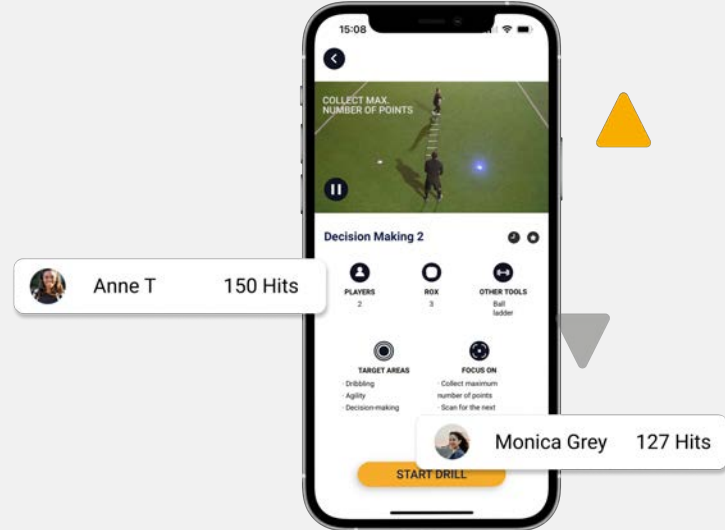 15:08
COLLECT MAX.
NUMBER OF POINTS
Decision Making 2
PLAYERS
2
ROX
3
OTHER TOOLS
Ball
ladder
Anne T 150 Hits
TARGET AREAS
· Dribbling
· Agility
· Decision-making
FOCUS ON
· Collect maximum
number of points
· Scan for the next
Monica Grey 127 Hits
START DRILL